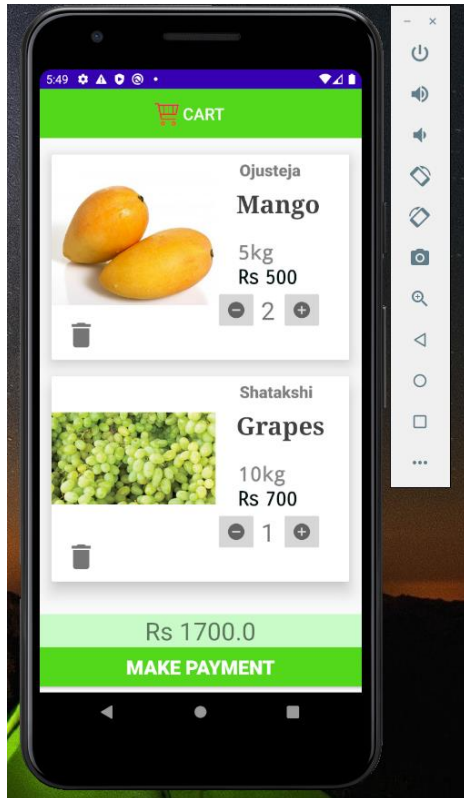 5:49
CART
Ojusteja
Mango
5kg
Rs 500
2
Shatakshi
Grapes
10kg
Rs 700
1
Rs 1700.0
MAKE PAYMENT